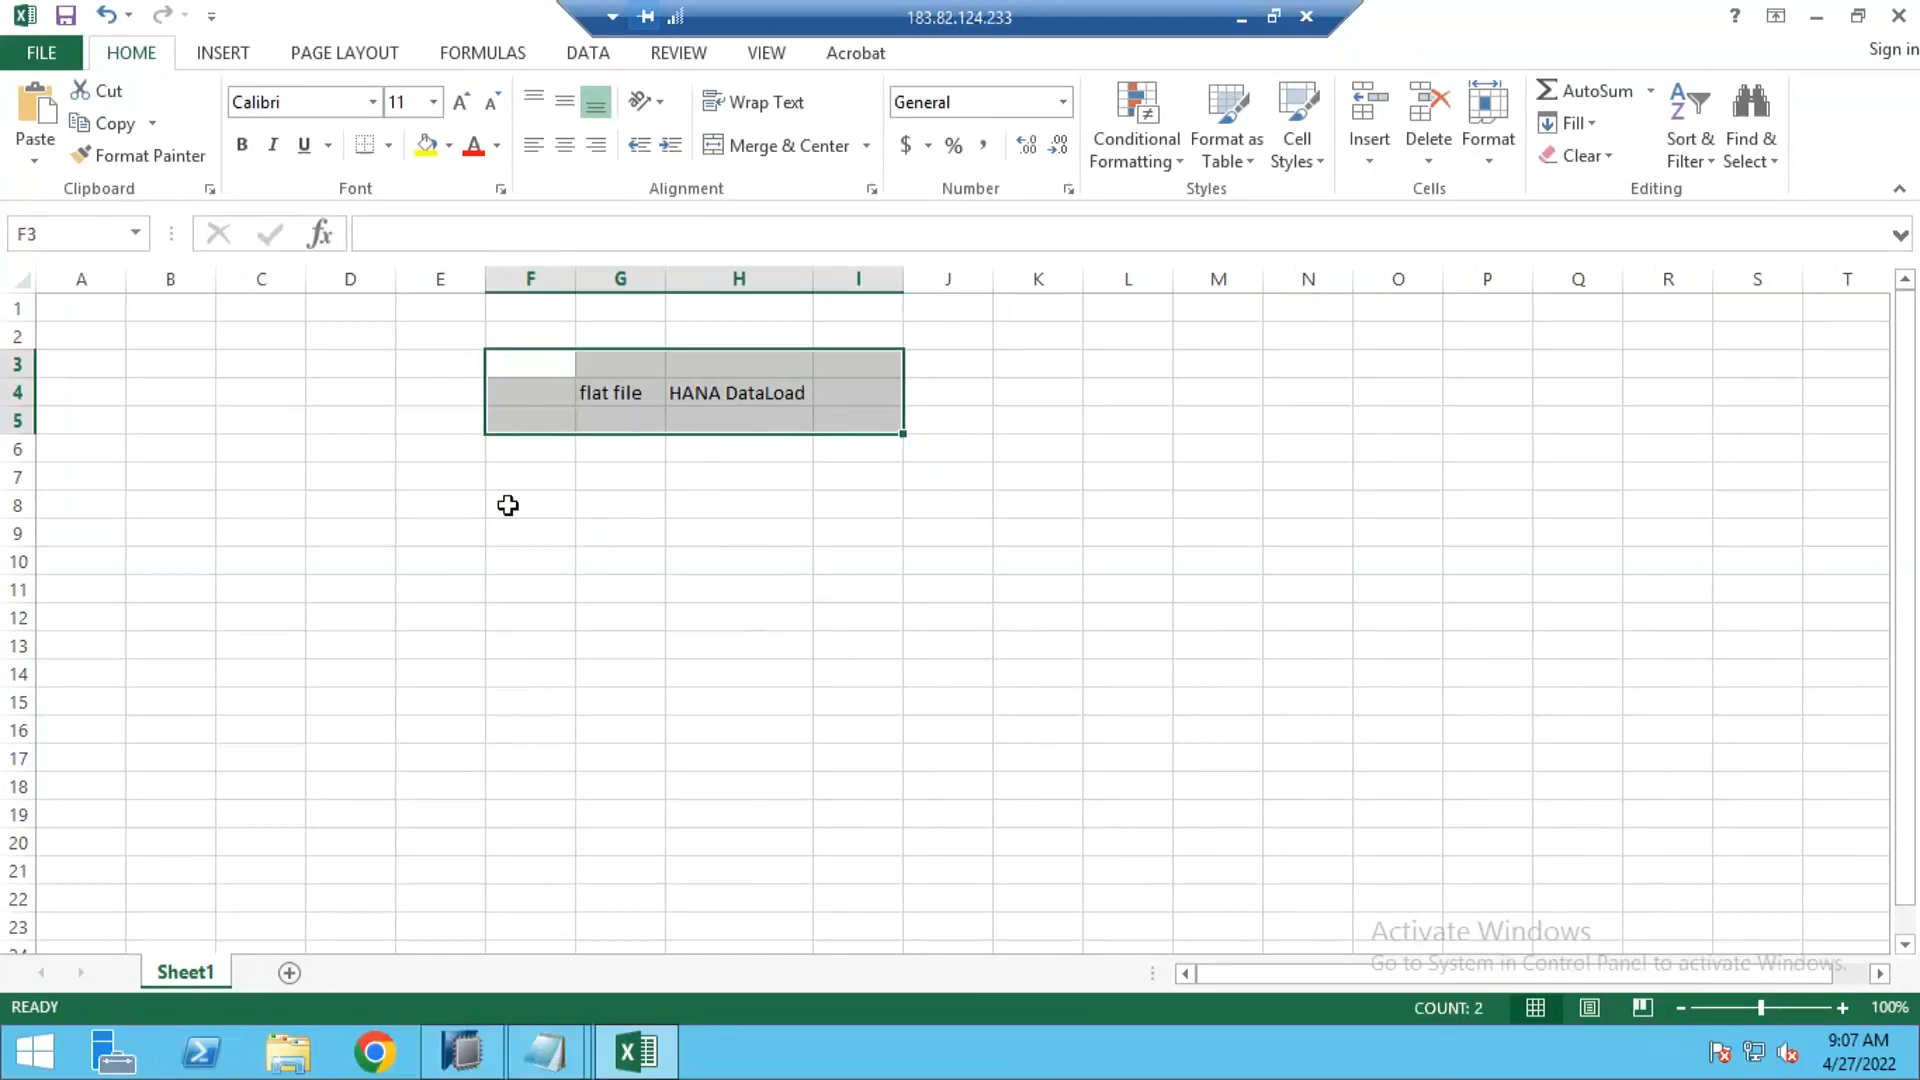 183.82.124.233
?
FILE HOME INSERT PAGE LAYOUT FORMULAS DATA REVIEW VIEW Acrobat Sign in
Paste
Cut
Copy
Format Painter
Clipboard
Calibri 11
B I U A
Font
Wrap Text
Merge & Center
Alignment
General
$ % ,
Number
Conditional Formatting
Format as Table
Cell Styles
Styles
Insert
Delete
Format
Cells
AutoSum
Fill
Clear
Sort & Filter
Find & Select
Editing
F3 fx
A B C D E F G H I J K L M N O P Q R S T
1
2
3
4 flat file HANA DataLoad
5
6
7
8
9
10
11
12
13
14
15
16
17
18
19
20
21
22
23
Activate Windows
Go to System in Control Panel to activate Windows.
Sheet1
READY COUNT: 2 100%
9:07 AM
4/27/2022